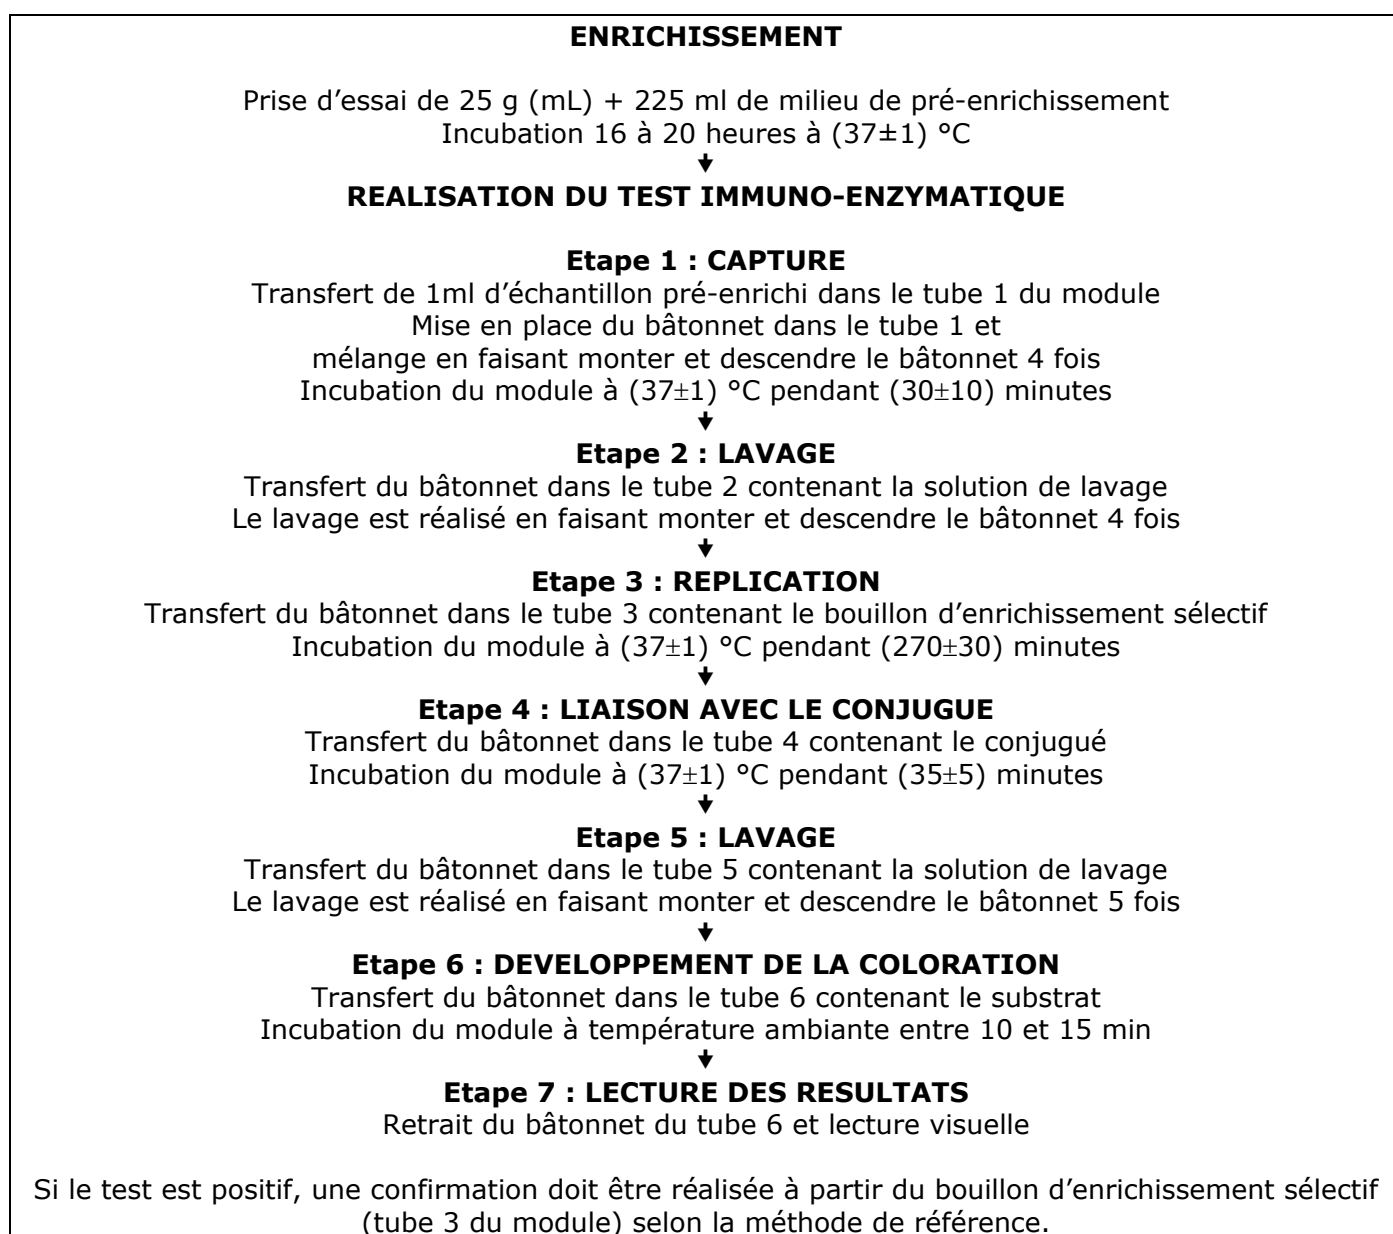 ENRICHISSEMENT
Prise d’essai de 25 g (mL) + 225 ml de milieu de pré-enrichissement
Incubation 16 à 20 heures à (37±1) °C
REALISATION DU TEST IMMUNO-ENZYMATIQUE
Etape 1 : CAPTURE
Transfert de 1ml d’échantillon pré-enrichi dans le tube 1 du module
Mise en place du bâtonnet dans le tube 1 et
mélange en faisant monter et descendre le bâtonnet 4 fois
Incubation du module à (37±1) °C pendant (30±10) minutes
Etape 2 : LAVAGE
Transfert du bâtonnet dans le tube 2 contenant la solution de lavage
Le lavage est réalisé en faisant monter et descendre le bâtonnet 4 fois
Etape 3 : REPLICATION
Transfert du bâtonnet dans le tube 3 contenant le bouillon d’enrichissement sélectif
Incubation du module à (37±1) °C pendant (270±30) minutes
Etape 4 : LIAISON AVEC LE CONJUGUE
Transfert du bâtonnet dans le tube 4 contenant le conjugué
Incubation du module à (37±1) °C pendant (35±5) minutes
Etape 5 : LAVAGE
Transfert du bâtonnet dans le tube 5 contenant la solution de lavage
Le lavage est réalisé en faisant monter et descendre le bâtonnet 5 fois
Etape 6 : DEVELOPPEMENT DE LA COLORATION
Transfert du bâtonnet dans le tube 6 contenant le substrat
Incubation du module à température ambiante entre 10 et 15 min
Etape 7 : LECTURE DES RESULTATS
Retrait du bâtonnet du tube 6 et lecture visuelle
Si le test est positif, une confirmation doit être réalisée à partir du bouillon d’enrichissement sélectif
(tube 3 du module) selon la méthode de référence.